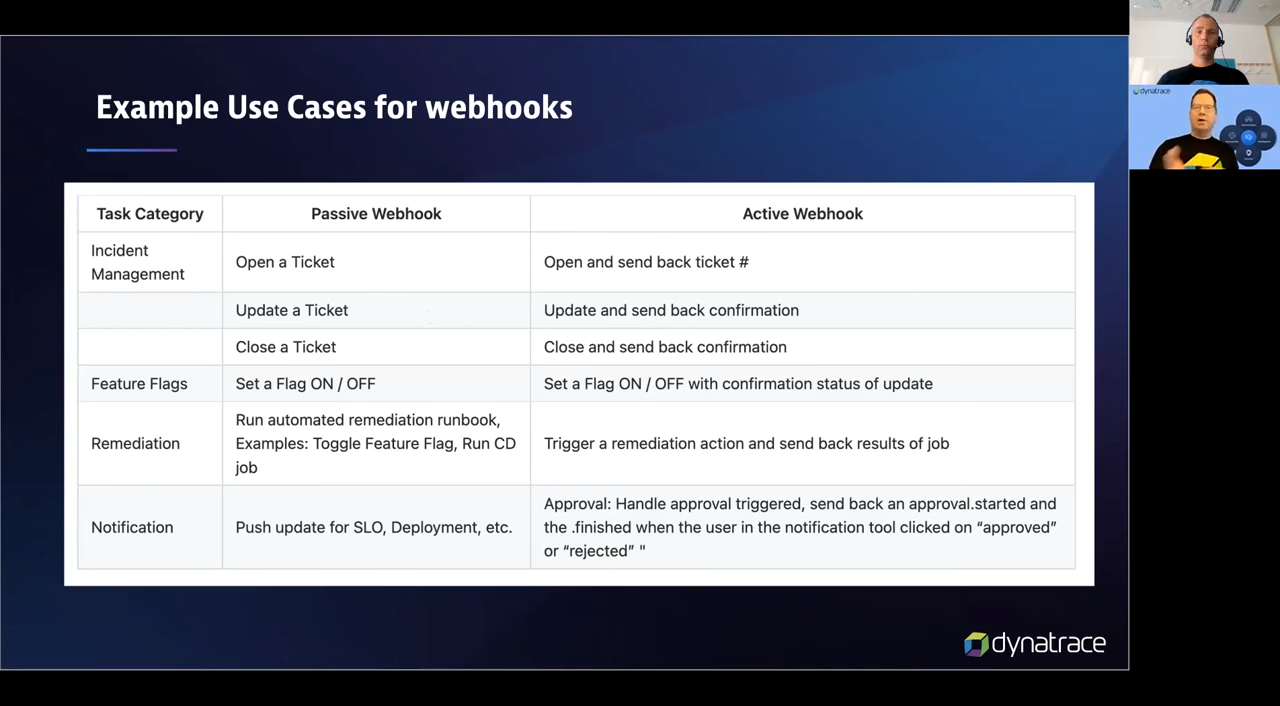 dynatrace
Example Use Cases for webhooks
Task Category
Passive Webhook
Active Webhook
Incident
Management
Open a Ticket
Open and send back ticket #
Update a Ticket
Update and send back confirmation
Close a Ticket
Close and send back confirmation
Feature Flags
Set a Flag ON / OFF
Set a Flag ON / OFF with confirmation status of update
Remediation
Run automated remediation runbook,
Examples: Toggle Feature Flag, Run CD
job
Trigger a remediation action and send back results of job
Notification
Push update for SLO, Deployment, etc.
Approval: Handle approval triggered, send back an approval.started and
the .finished when the user in the notification tool clicked on “approved”
or “rejected” "
dynatrace